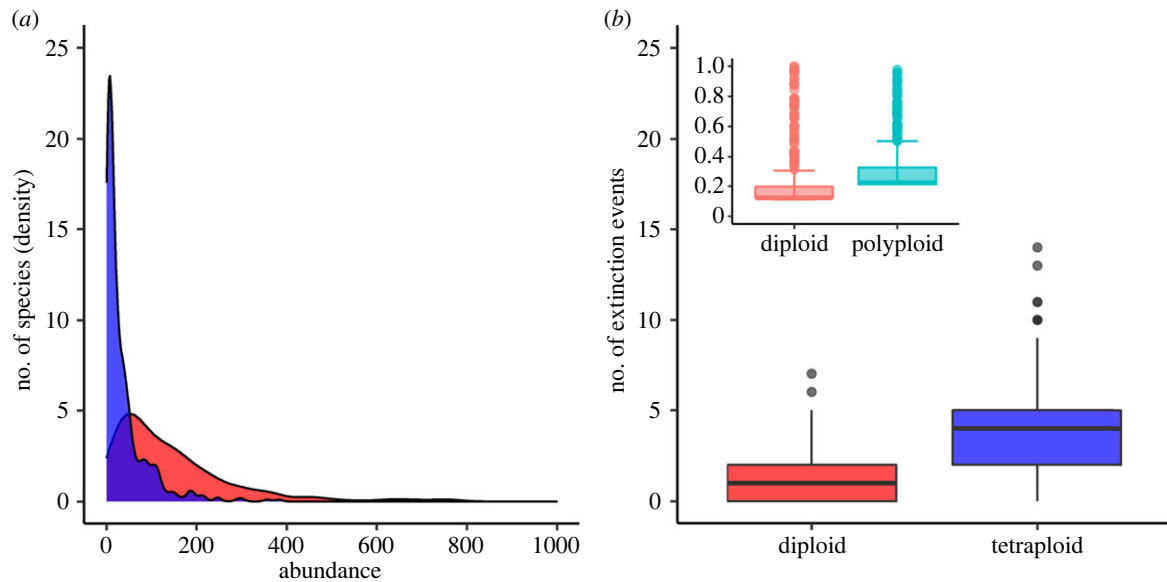 (a)
25
20
15
10
5
0
no. of species (density)
0 200 400 600 800 1000
abundance
(b)
25
20
15
10
5
0
no. of extinction events
1.0
0.8
0.6
0.4
0.2
0
diploid polyploid
diploid tetraploid